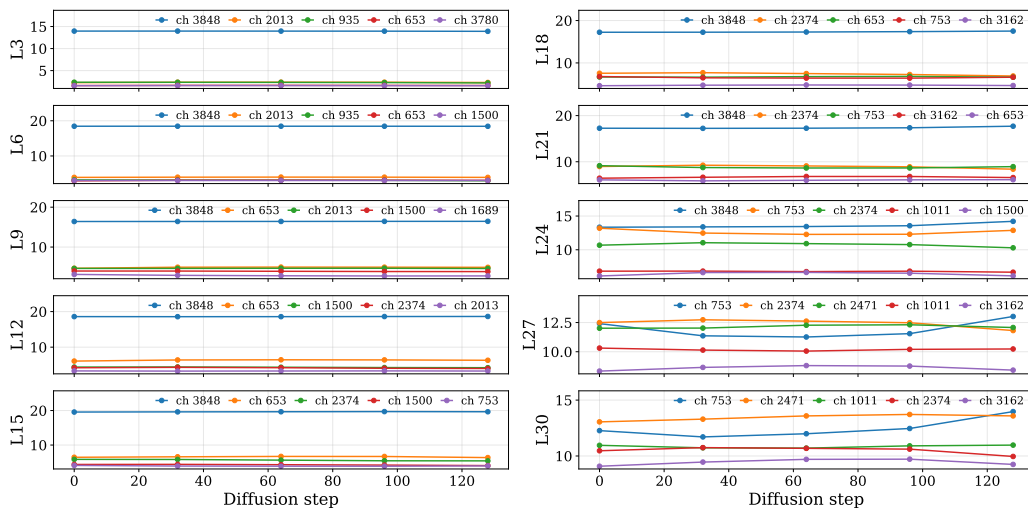 L3
ch 3848 ch 2013 ch 935 ch 653 ch 3780
15
10
5
L6
ch 3848 ch 2013 ch 935 ch 653 ch 1500
20
10
L9
ch 3848 ch 653 ch 2013 ch 1500 ch 1689
20
10
L12
ch 3848 ch 653 ch 1500 ch 2374 ch 2013
20
10
L15
ch 3848 ch 653 ch 2374 ch 1500 ch 753
20
10
0 20 40 60 80 100 120
Diffusion step
L18
ch 3848 ch 2374 ch 653 ch 753 ch 3162
20
10
L21
ch 3848 ch 2374 ch 753 ch 3162 ch 653
20
10
L24
ch 3848 ch 753 ch 2374 ch 1011 ch 1500
15
10
L27
ch 753 ch 2374 ch 2471 ch 1011 ch 3162
12.5
10.0
L30
ch 753 ch 2471 ch 1011 ch 2374 ch 3162
15
10
0 20 40 60 80 100 120
Diffusion step